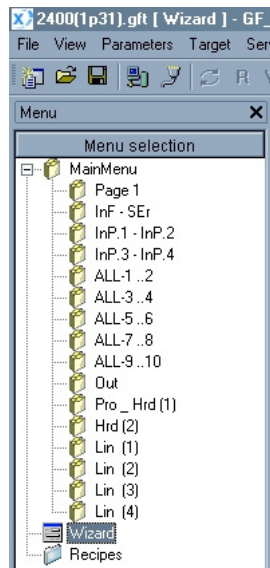 2400(1p31).gft [ Wizard ] - GF_
File View Parameters Target Ser
R
Menu
Menu selection
MainMenu
Page 1
InF - SEr
InP.1 - InP.2
InP.3 - InP.4
ALL-1 ..2
ALL-3 ..4
ALL-5 ..6
ALL-7 ..8
ALL-9 ..10
Out
Pro _ Hrd (1)
Hrd (2)
Lin (1)
Lin (2)
Lin (3)
Lin (4)
Wizard
Recipes